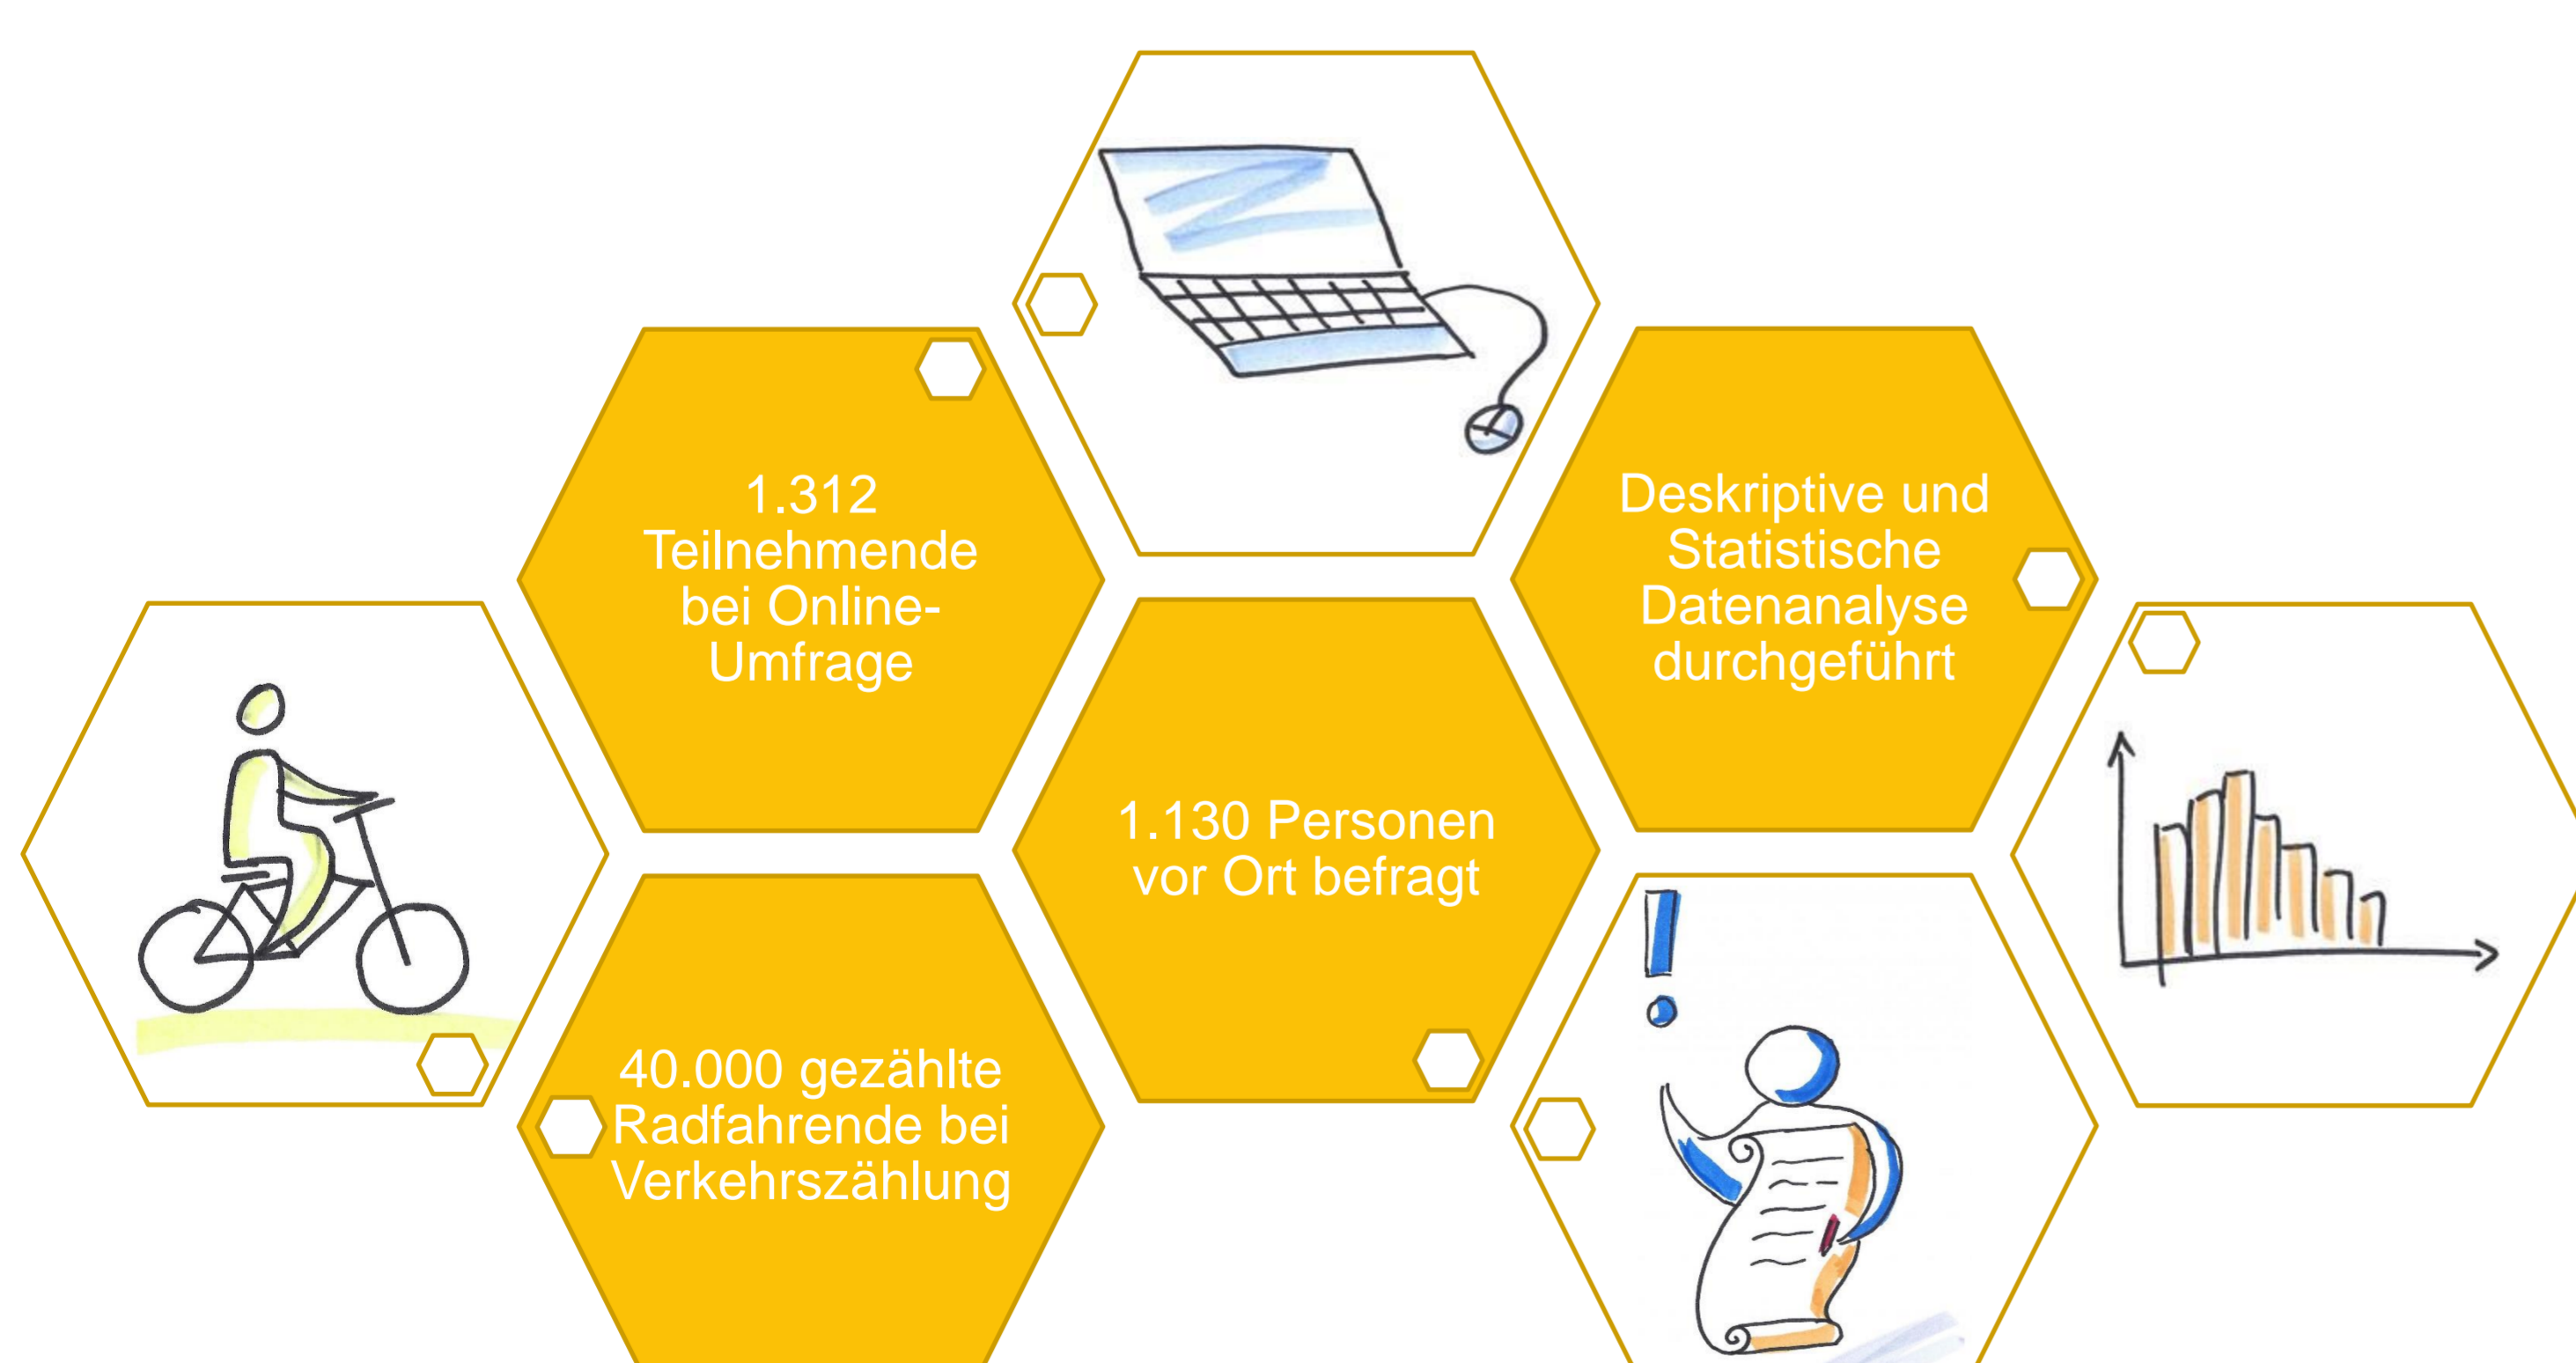 1.312
Teilnehmende
bei Online-
Umfrage
Deskriptive und
Statistische
Datenanalyse
durchgeführt
1.130 Personen
vor Ort befragt
40.000 gezählte
Radfahrende bei
Verkehrszählung